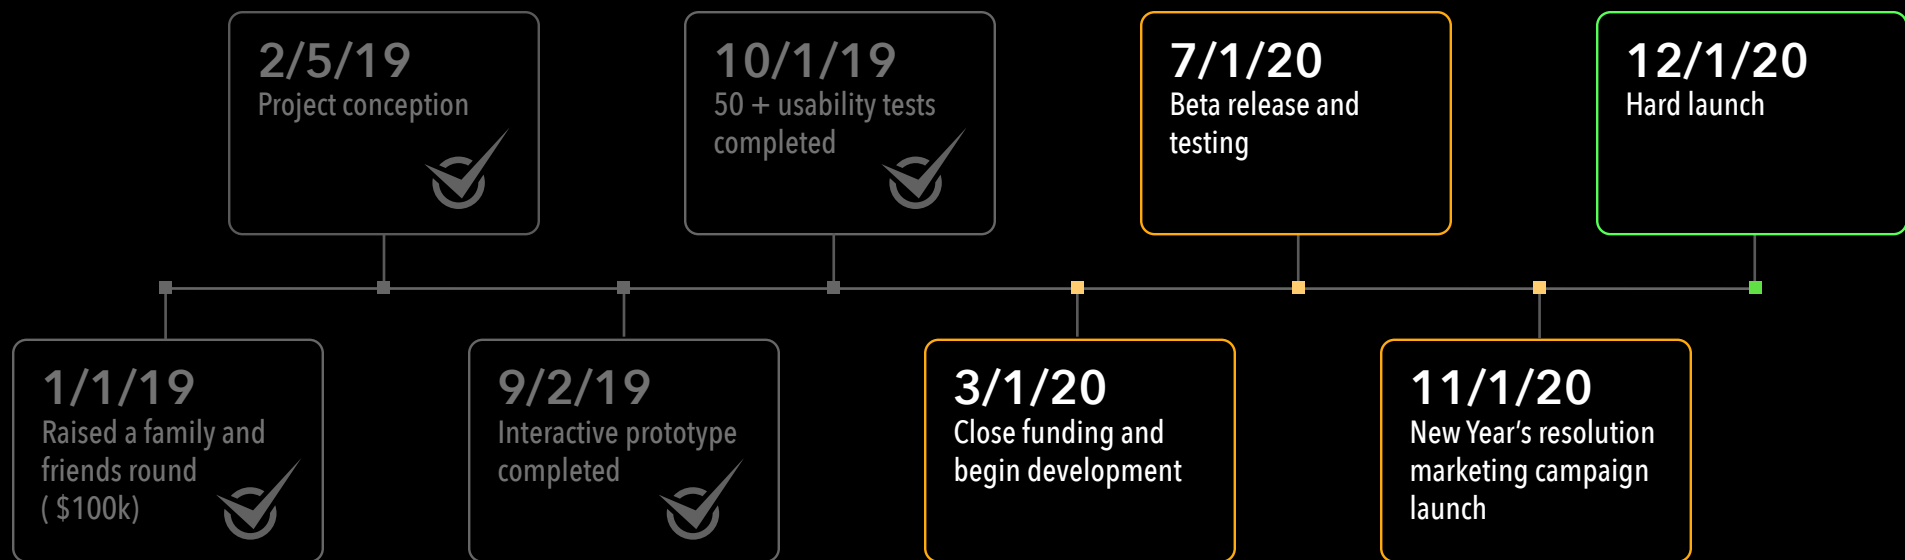 2/5/19
Project conception
10/1/19
50 + usability tests
completed
7/1/20
Beta release and
testing
12/1/20
Hard launch
1/1/19
Raised a family and
friends round
( $100k)
9/2/19
Interactive prototype
completed
3/1/20
Close funding and
begin development
11/1/20
New Year’s resolution
marketing campaign
launch